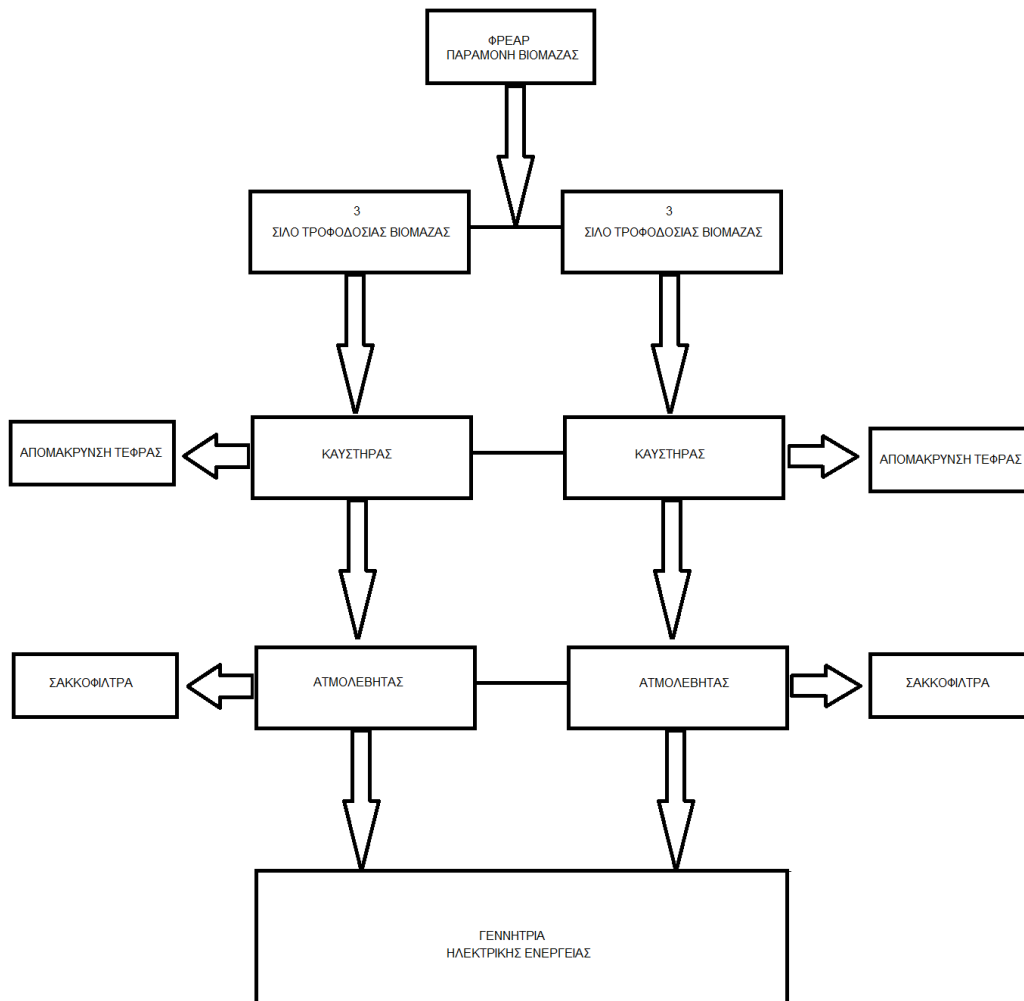 ΦΡΕΑΡ
ΠΑΡΑΜΟΝΗ ΒΙΟΜΑΖΑΣ
3
ΣΙΛΟ ΤΡΟΦΟΔΟΣΙΑΣ ΒΙΟΜΑΖΑΣ
3
ΣΙΛΟ ΤΡΟΦΟΔΟΣΙΑΣ ΒΙΟΜΑΖΑΣ
ΑΠΟΜΑΚΡΥΝΣΗ ΤΕΦΡΑΣ
ΚΑΥΣΤΗΡΑΣ
ΚΑΥΣΤΗΡΑΣ
ΑΠΟΜΑΚΡΥΝΣΗ ΤΕΦΡΑΣ
ΣΑΚΚΟΦΙΛΤΡΑ
ΑΤΜΟΛΕΒΗΤΑΣ
ΑΤΜΟΛΕΒΗΤΑΣ
ΣΑΚΚΟΦΙΛΤΡΑ
ΓΕΝΝΗΤΡΙΑ
ΗΛΕΚΤΡΙΚΗΣ ΕΝΕΡΓΕΙΑΣ